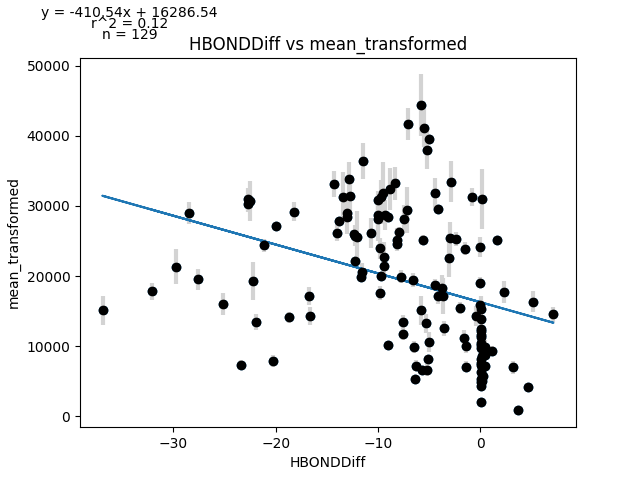 y = -410.54x + 16286.54
r^2 = 0.12
n = 129
HBONDDiff vs mean_transformed
50000
40000
30000
20000
10000
0
mean_transformed
−30
−20
−10
0
HBONDDiff